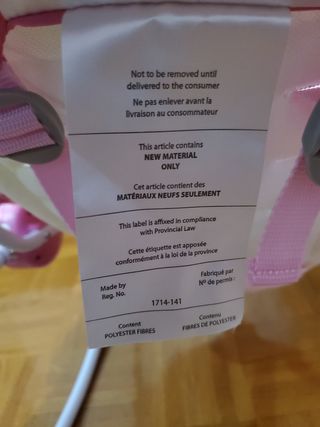 Not to be removed until
delivered to the consumer
Ne pas enlever avant la
livraison au consommateur
This article contains
NEW MATERIAL
ONLY
Cet article contient des
MATÉRIAUX NEUFS SEULEMENT
This label is affixed in compliance
with Provincial Law
Cette étiquette est apposée
conformément à la loi de la province
Made by
Reg. No.
Fabriqué par
Nº de permis :
1714-141
Content
POLYESTER FIBRES
Contenu
FIBRES DE POLYESTER